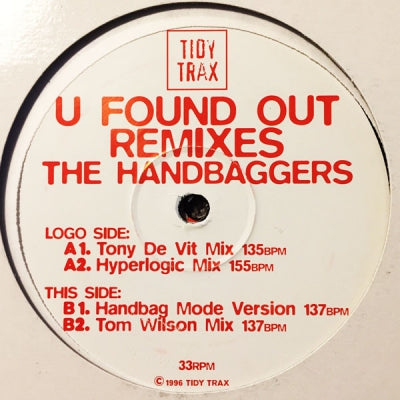 TIDY
TRAX
U FOUND OUT
REMIXES
THE HANDBAGGERS
LOGO SIDE:
A1. Tony De Vit Mix 135BPM
A2. Hyperlogic Mix 155BPM
THIS SIDE:
B1. Handbag Mode Version 137BPM
B2. Tom Wilson Mix 137BPM
33RPM
© 1996 TIDY TRAX